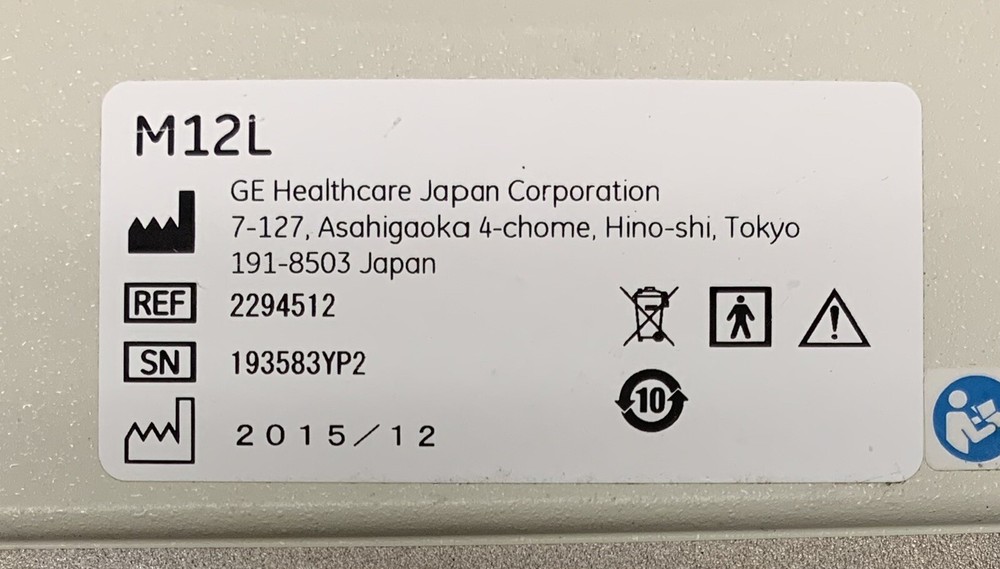 M12L
GE Healthcare Japan Corporation
7-127, Asahigaoka 4-chome, Hino-shi, Tokyo
191-8503 Japan
REF 2294512
SN 193583YP2
10
2015/12